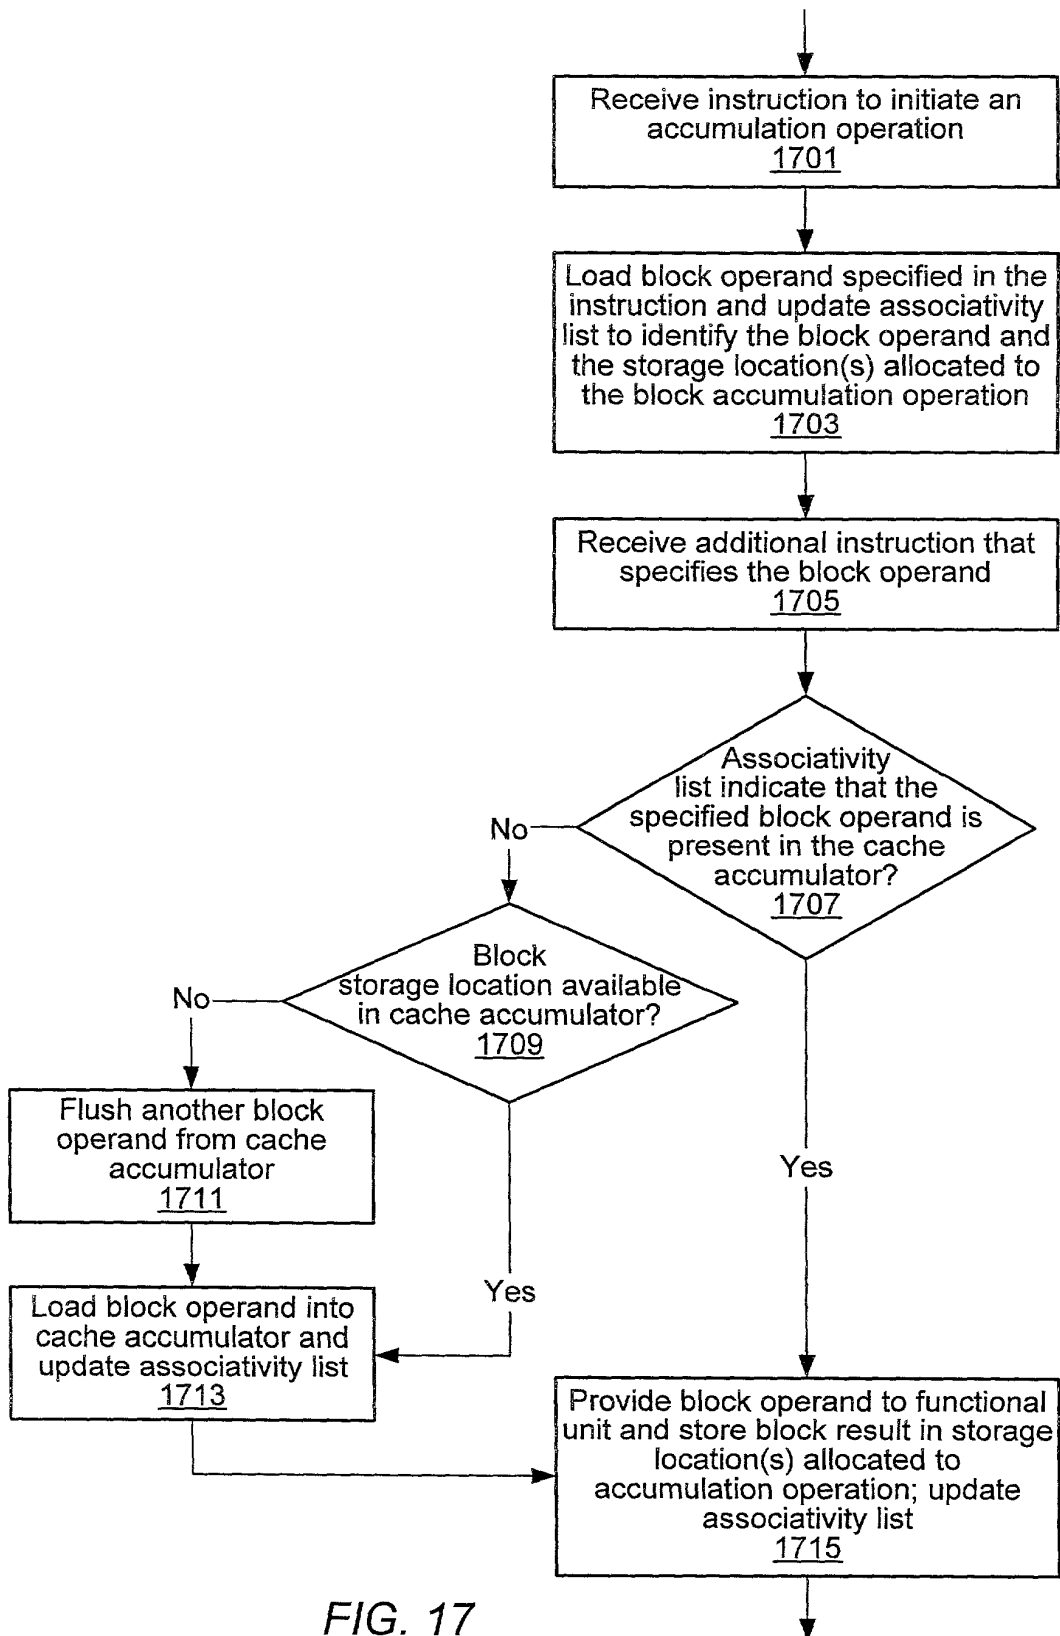 Receive instruction to initiate an
accumulation operation
1701
Load block operand specified in the
instruction and update associativity
list to identify the block operand and
the storage location(s) allocated to
the block accumulation operation
1703
Receive additional instruction that
specifies the block operand
1705
Associativity
list indicate that the
specified block operand is
present in the cache
accumulator?
1707
No
Block
storage location available
in cache accumulator?
1709
No
Flush another block
operand from cache
accumulator
1711
Yes
Yes
Load block operand into
cache accumulator and
update associativity list
1713
Provide block operand to functional
unit and store block result in storage
location(s) allocated to
accumulation operation; update
associativity list
1715
FIG. 17